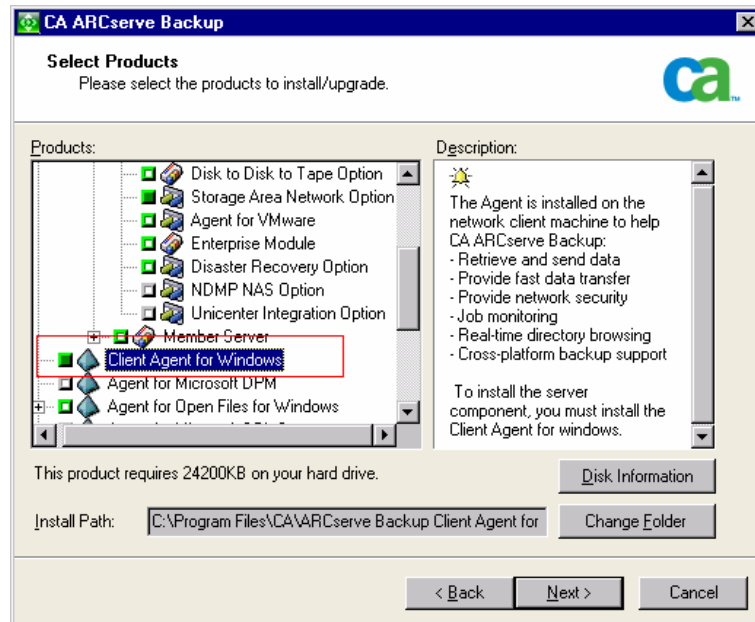 CA ARCserve Backup
Select Products
Please select the products to install/upgrade.
ca
TM
Products:
Disk to Disk to Tape Option
Storage Area Network Option
Agent for VMware
Enterprise Module
Disaster Recovery Option
NDMP NAS Option
Unicenter Integration Option
Member Server
Client Agent for Windows
Agent for Microsoft DPM
Agent for Open Files for Windows
Description:
The Agent is installed on the
network client machine to help
CA ARCserve Backup:
- Retrieve and send data
- Provide fast data transfer
- Provide network security
- Job monitoring
- Real-time directory browsing
- Cross-platform backup support
To install the server
component, you must install the
Client Agent for windows.
This product requires 24200KB on your hard drive.
Disk Information
Install Path:
C:\Program Files\CA\ARCserve Backup Client Agent for
Change Folder
< Back
Next >
Cancel